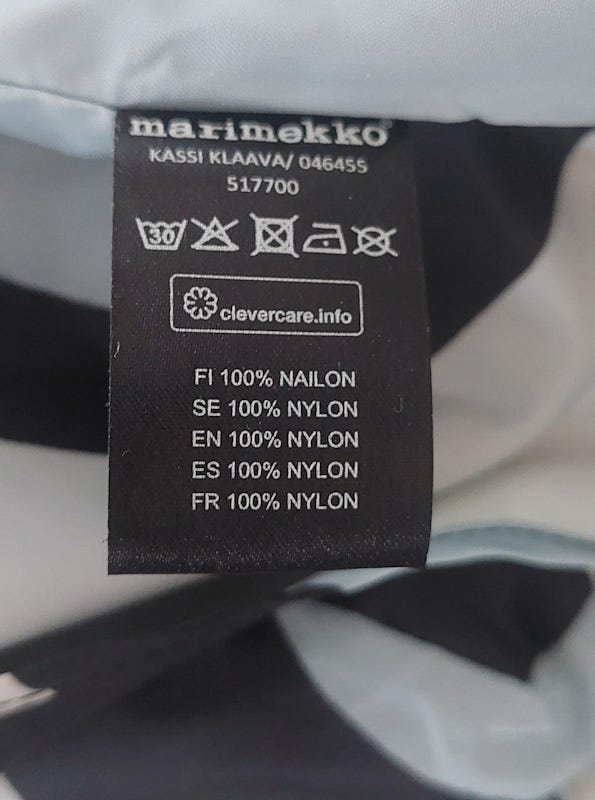 marimekko®
KASSI KLAAVA/ 046455
517700
30
clevercare.info
FI 100% NAILON
SE 100% NYLON
EN 100% NYLON
ES 100% NYLON
FR 100% NYLON